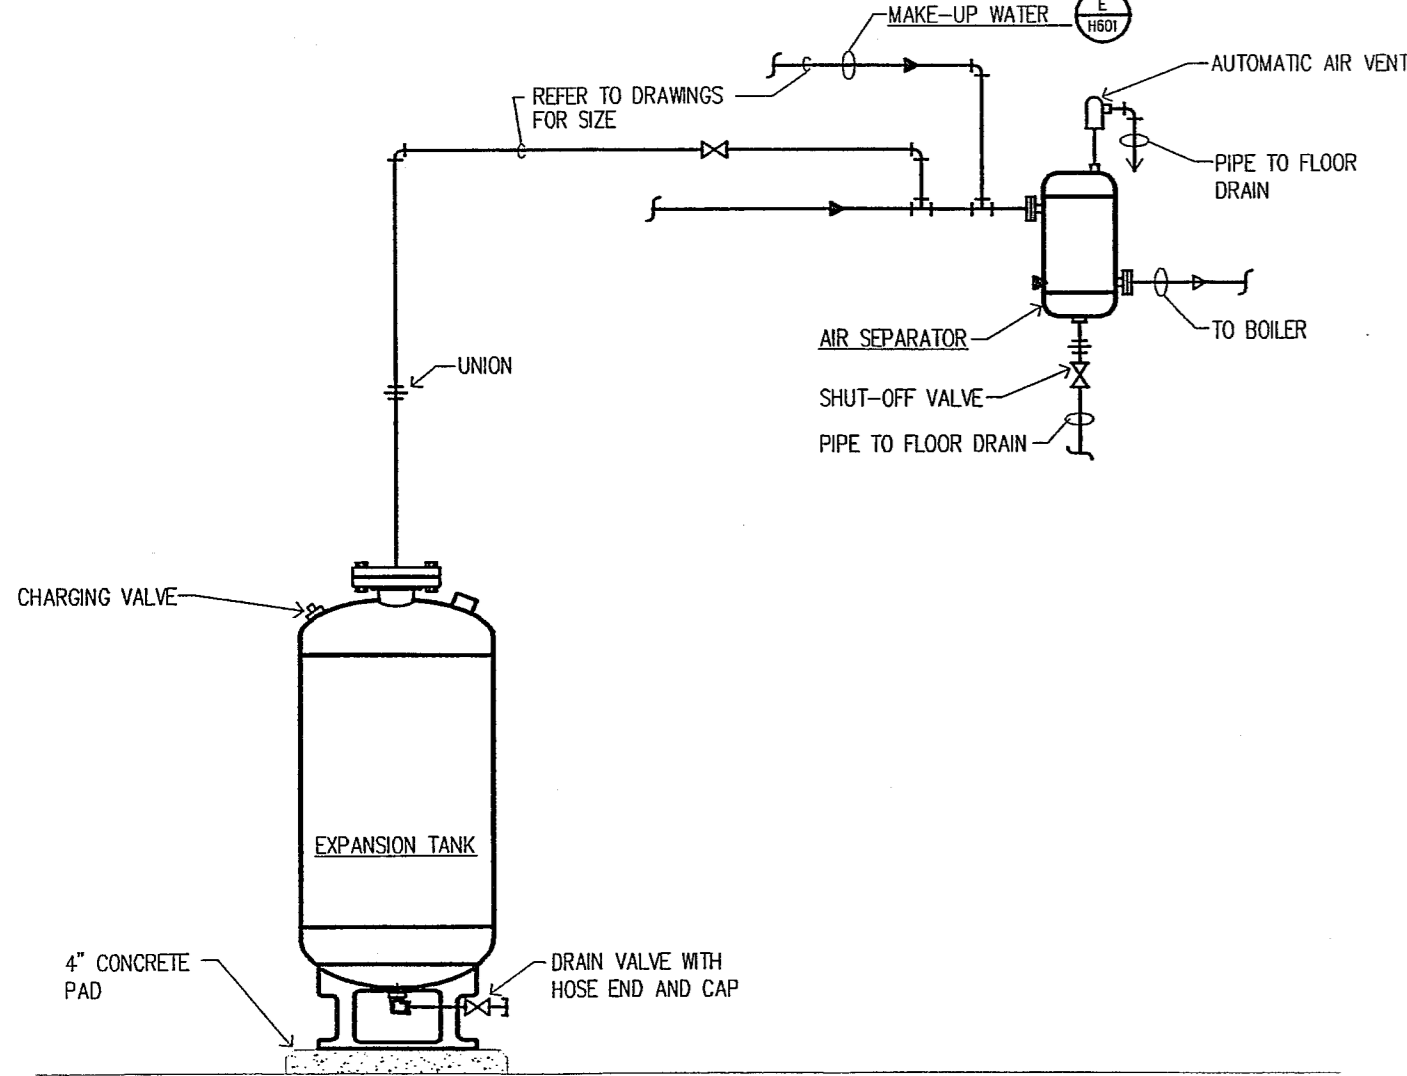 MAKE-UP WATER
E
H601
AUTOMATIC AIR VENT
REFER TO DRAWINGS
FOR SIZE
PIPE TO FLOOR
DRAIN
AIR SEPARATOR
TO BOILER
UNION
SHUT-OFF VALVE
PIPE TO FLOOR DRAIN
CHARGING VALVE
EXPANSION TANK
4" CONCRETE
PAD
DRAIN VALVE WITH
HOSE END AND CAP